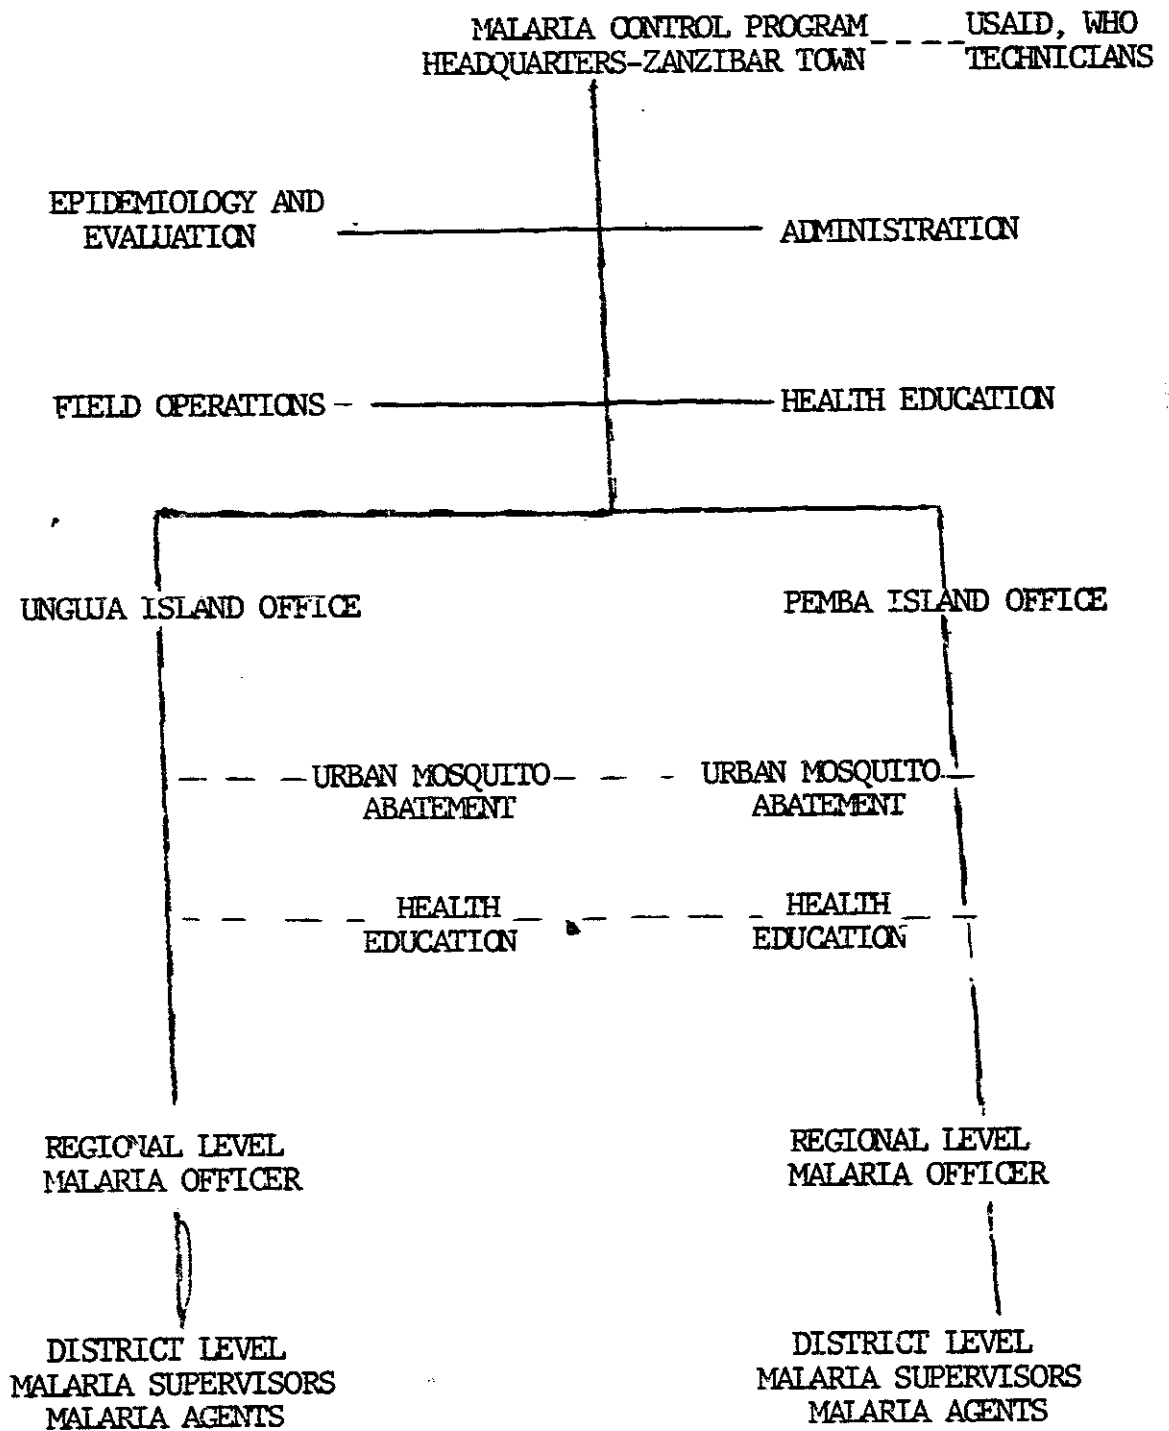 MALARIA CONTROL PROGRAM
HEADQUARTERS-ZANZIBAR TOWN
USAID, WHO
TECHNICIANS
EPIDEMIOLOGY AND
EVALUATION
ADMINISTRATION
FIELD OPERATIONS
HEALTH EDUCATION
UNGUJA ISLAND OFFICE
PEMBA ISLAND OFFICE
URBAN MOSQUITO
ABATEMENT
URBAN MOSQUITO
ABATEMENT
HEALTH
EDUCATION
HEALTH
EDUCATION
REGIONAL LEVEL
MALARIA OFFICER
REGIONAL LEVEL
MALARIA OFFICER
DISTRICT LEVEL
MALARIA SUPERVISORS
MALARIA AGENTS
DISTRICT LEVEL
MALARIA SUPERVISORS
MALARIA AGENTS